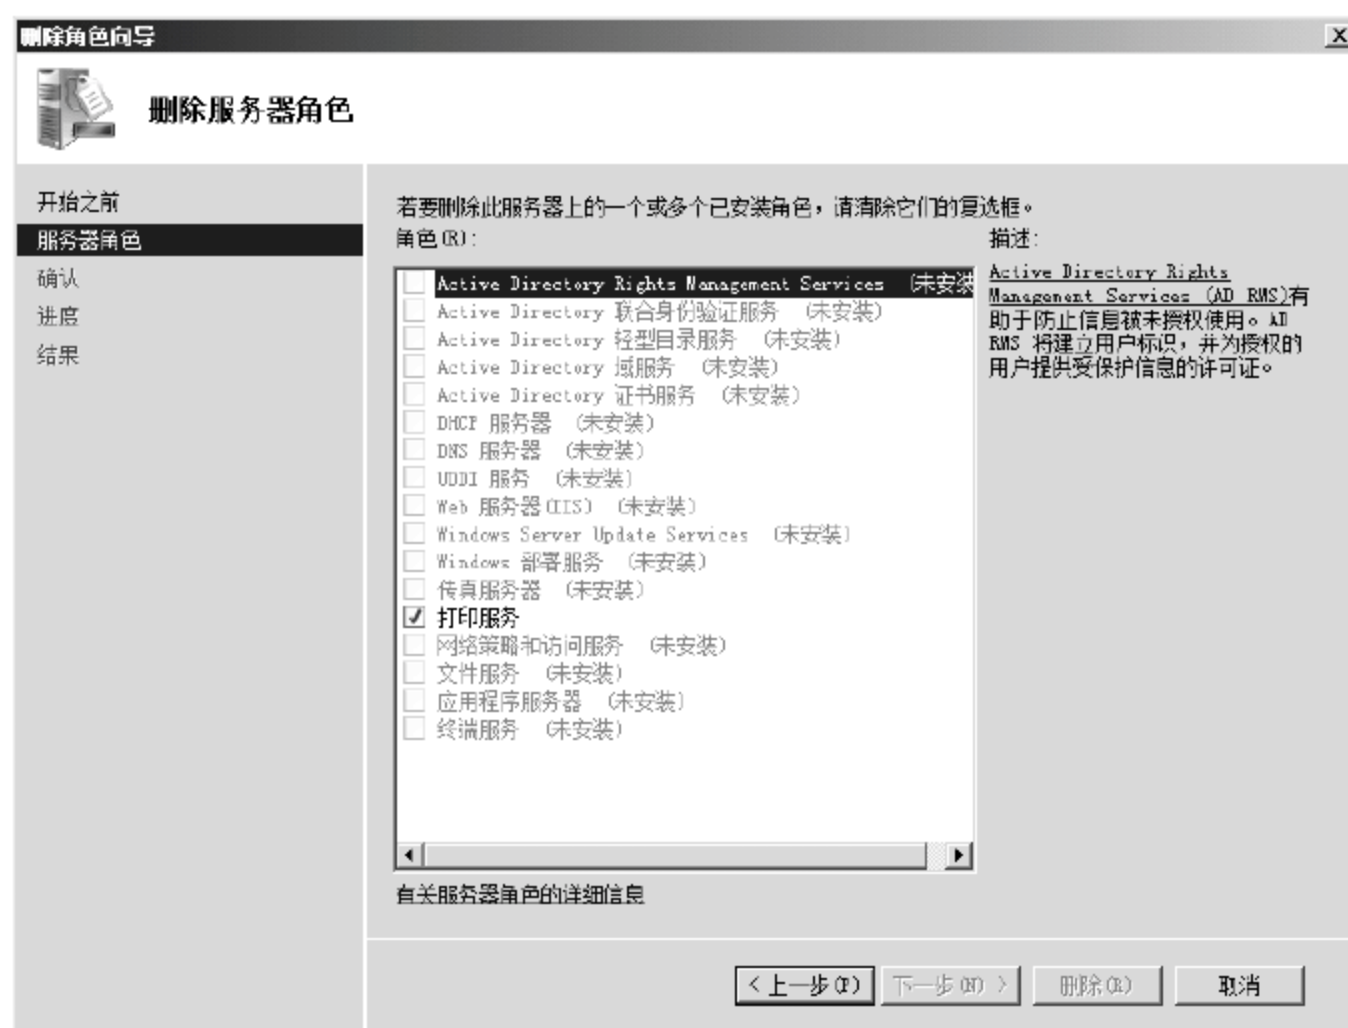 删除角色向导
删除服务器角色
开始之前
服务器角色
确认
进度
结果
若要删除此服务器上的一个或多个已安装角色，请清除它们的复选框。
角色(R):
Active Directory Rights Management Services (未安装
Active Directory 联合身份验证服务 (未安装)
Active Directory 轻型目录服务 (未安装)
Active Directory 域服务 (未安装)
Active Directory 证书服务 (未安装)
DHCP 服务器 (未安装)
DNS 服务器 (未安装)
UDDI 服务 (未安装)
Web 服务器(IIS) (未安装)
Windows Server Update Services (未安装)
Windows 部署服务 (未安装)
传真服务器 (未安装)
打印服务
网络策略和访问服务 (未安装)
文件服务 (未安装)
应用程序服务器 (未安装)
终端服务 (未安装)
有关服务器角色的详细信息
描述:
Active Directory Rights
Management Services (AD RMS)有
助于防止信息被未授权使用。AD
RMS 将建立用户标识，并为授权的
用户提供受保护信息的许可证。
< 上一步(P)
下一步(N) >
删除(R)
取消